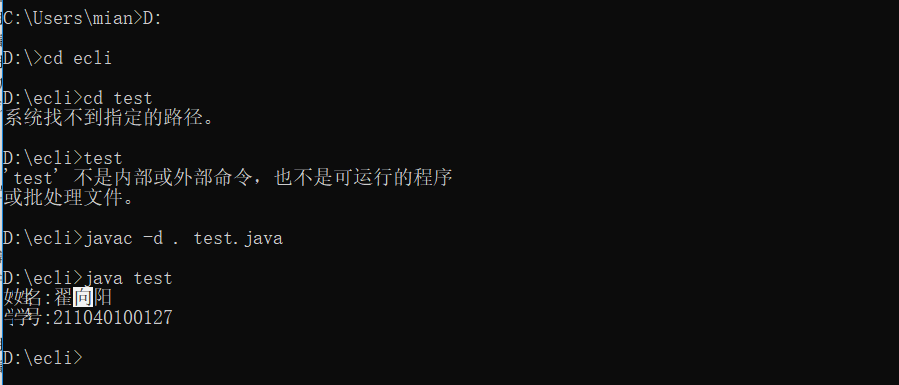 C:\Users\mian>D:
D:\>cd ecli
D:\ecli>cd test
系统找不到指定的路径。
D:\ecli>test
'test' 不是内部或外部命令，也不是可运行的程序
或批处理文件。
D:\ecli>javac -d . test.java
D:\ecli>java test
姓名:翟向阳
学号:211040100127
D:\ecli>